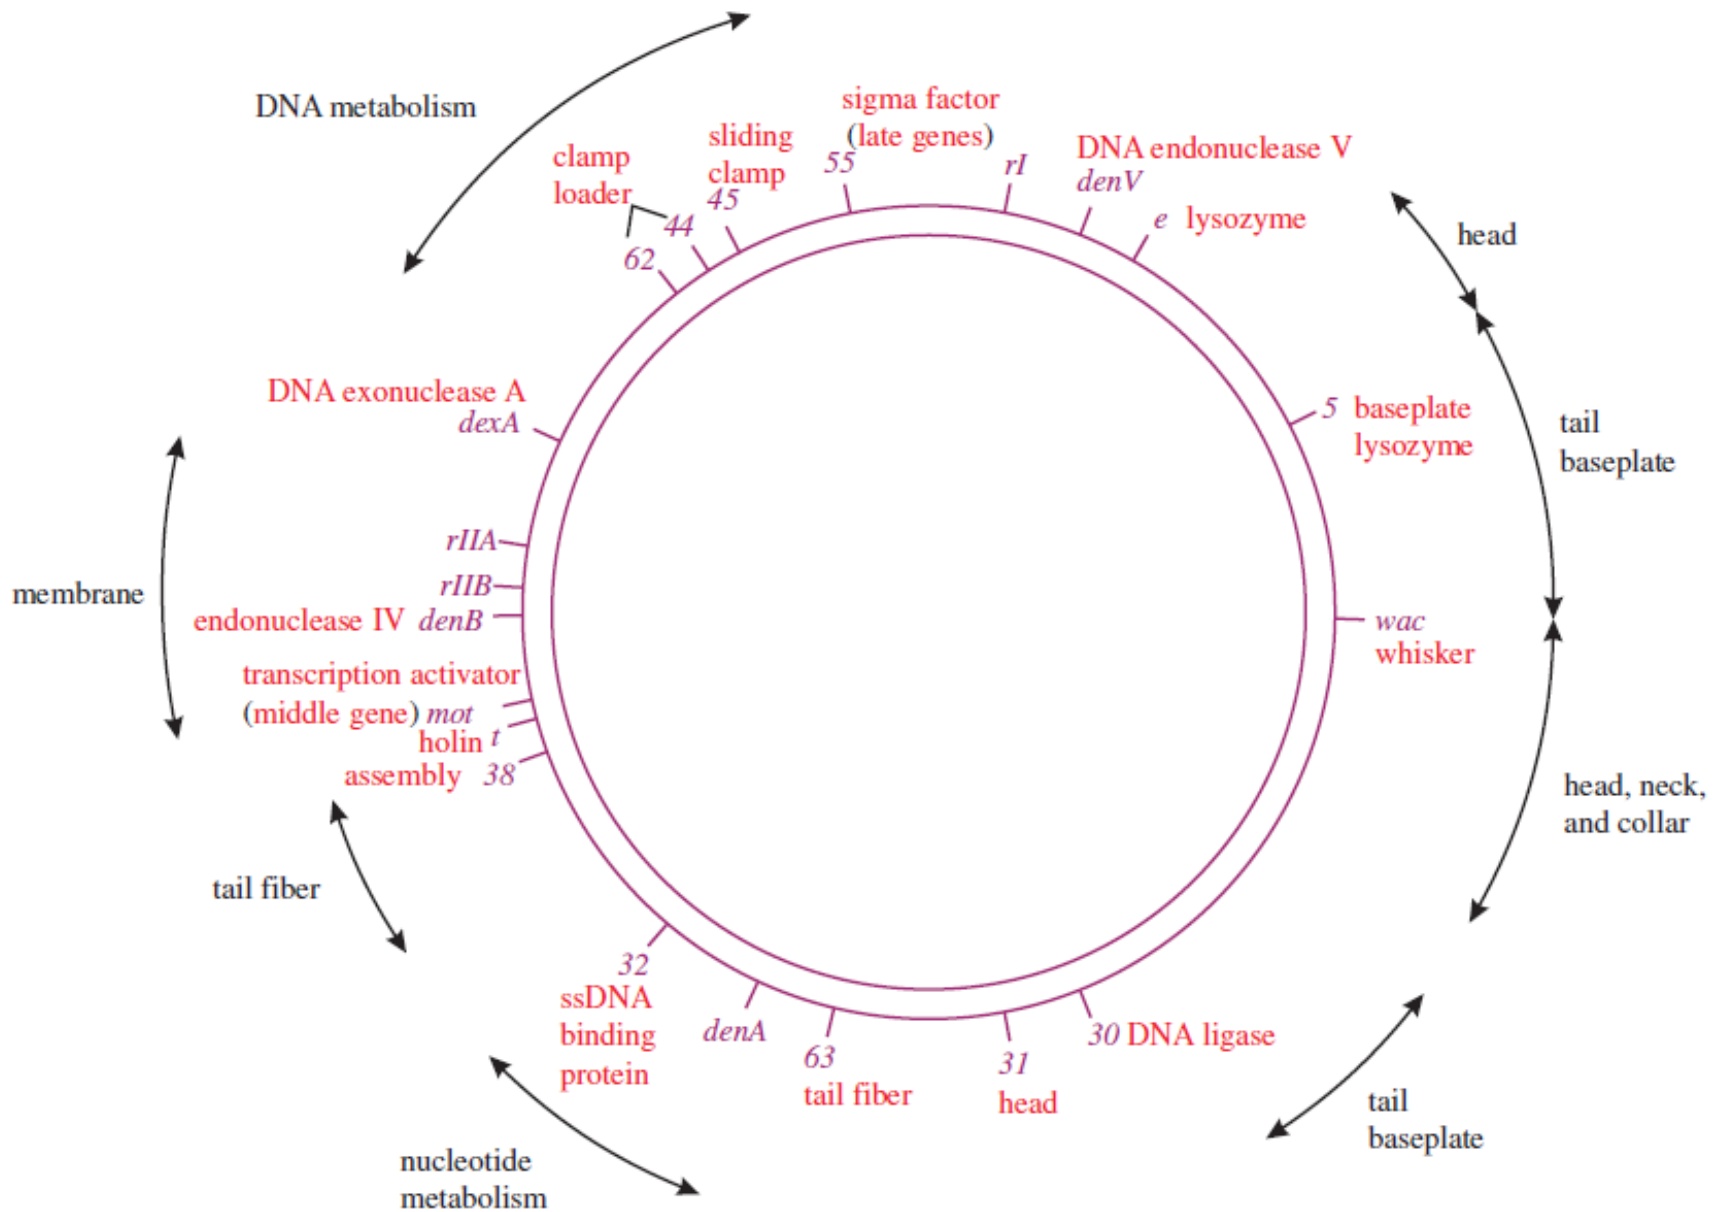 DNA metabolism
sigma factor
(late genes)
55
sliding
clamp
45
clamp
loader
44
62
rI
DNA endonuclease V
denV
e lysozyme
head
5 baseplate
lysozyme
tail
baseplate
wac
whisker
head, neck,
and collar
tail
baseplate
30 DNA ligase
31
head
63
tail fiber
denA
32
ssDNA
binding
protein
nucleotide
metabolism
tail fiber
assembly 38
holin t
transcription activator
(middle gene) mot
endonuclease IV denB
rIIB
rIIA
membrane
DNA exonuclease A
dexA